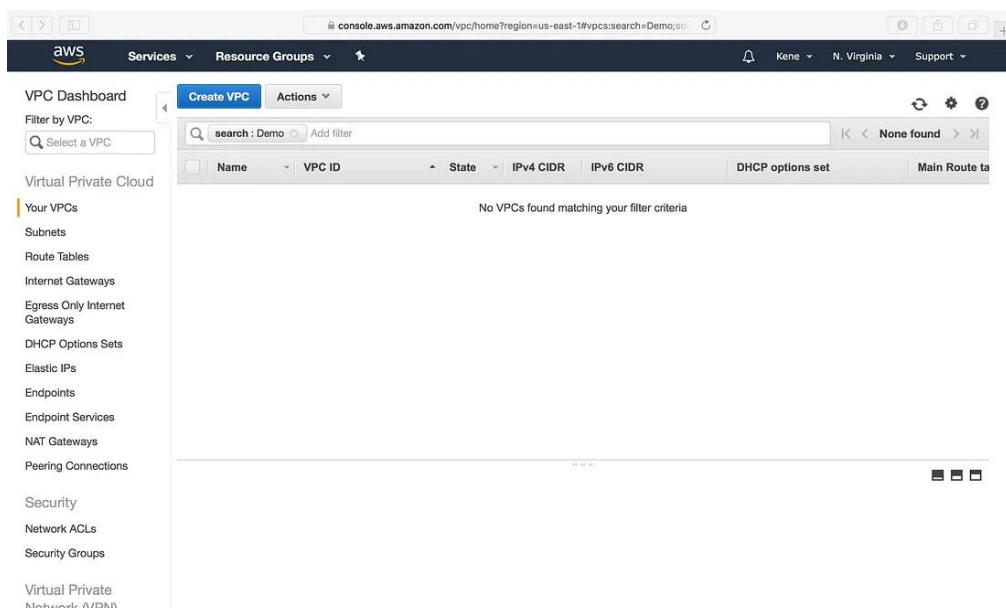 console.aws.amazon.com/vpc/home?region=us-east-1#vpcs:search=Demo;so
aws Services Resource Groups Kene N. Virginia Support
VPC Dashboard
Filter by VPC:
Select a VPC
Virtual Private Cloud
Your VPCs
Subnets
Route Tables
Internet Gateways
Egress Only Internet
Gateways
DHCP Options Sets
Elastic IPs
Endpoints
Endpoint Services
NAT Gateways
Peering Connections
Security
Network ACLs
Security Groups
Virtual Private
Network (VPN)
Create VPC Actions
search : Demo Add filter None found
Name VPC ID State IPv4 CIDR IPv6 CIDR DHCP options set Main Route ta
No VPCs found matching your filter criteria